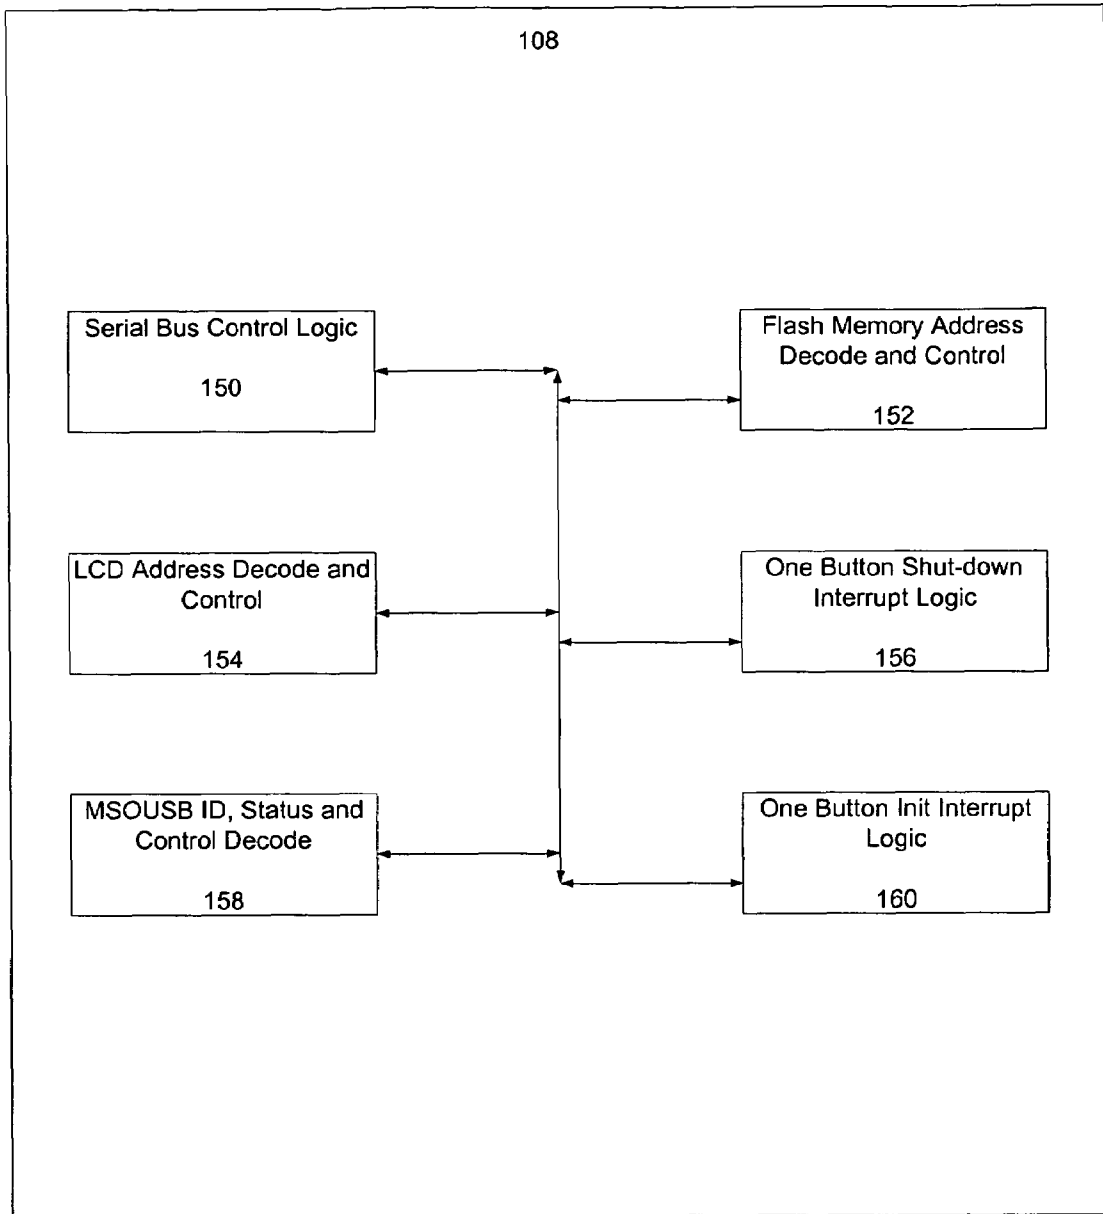 108
Serial Bus Control Logic
150
Flash Memory Address
Decode and Control
152
LCD Address Decode and
Control
154
One Button Shut-down
Interrupt Logic
156
MSOUSB ID, Status and
Control Decode
158
One Button Init Interrupt
Logic
160